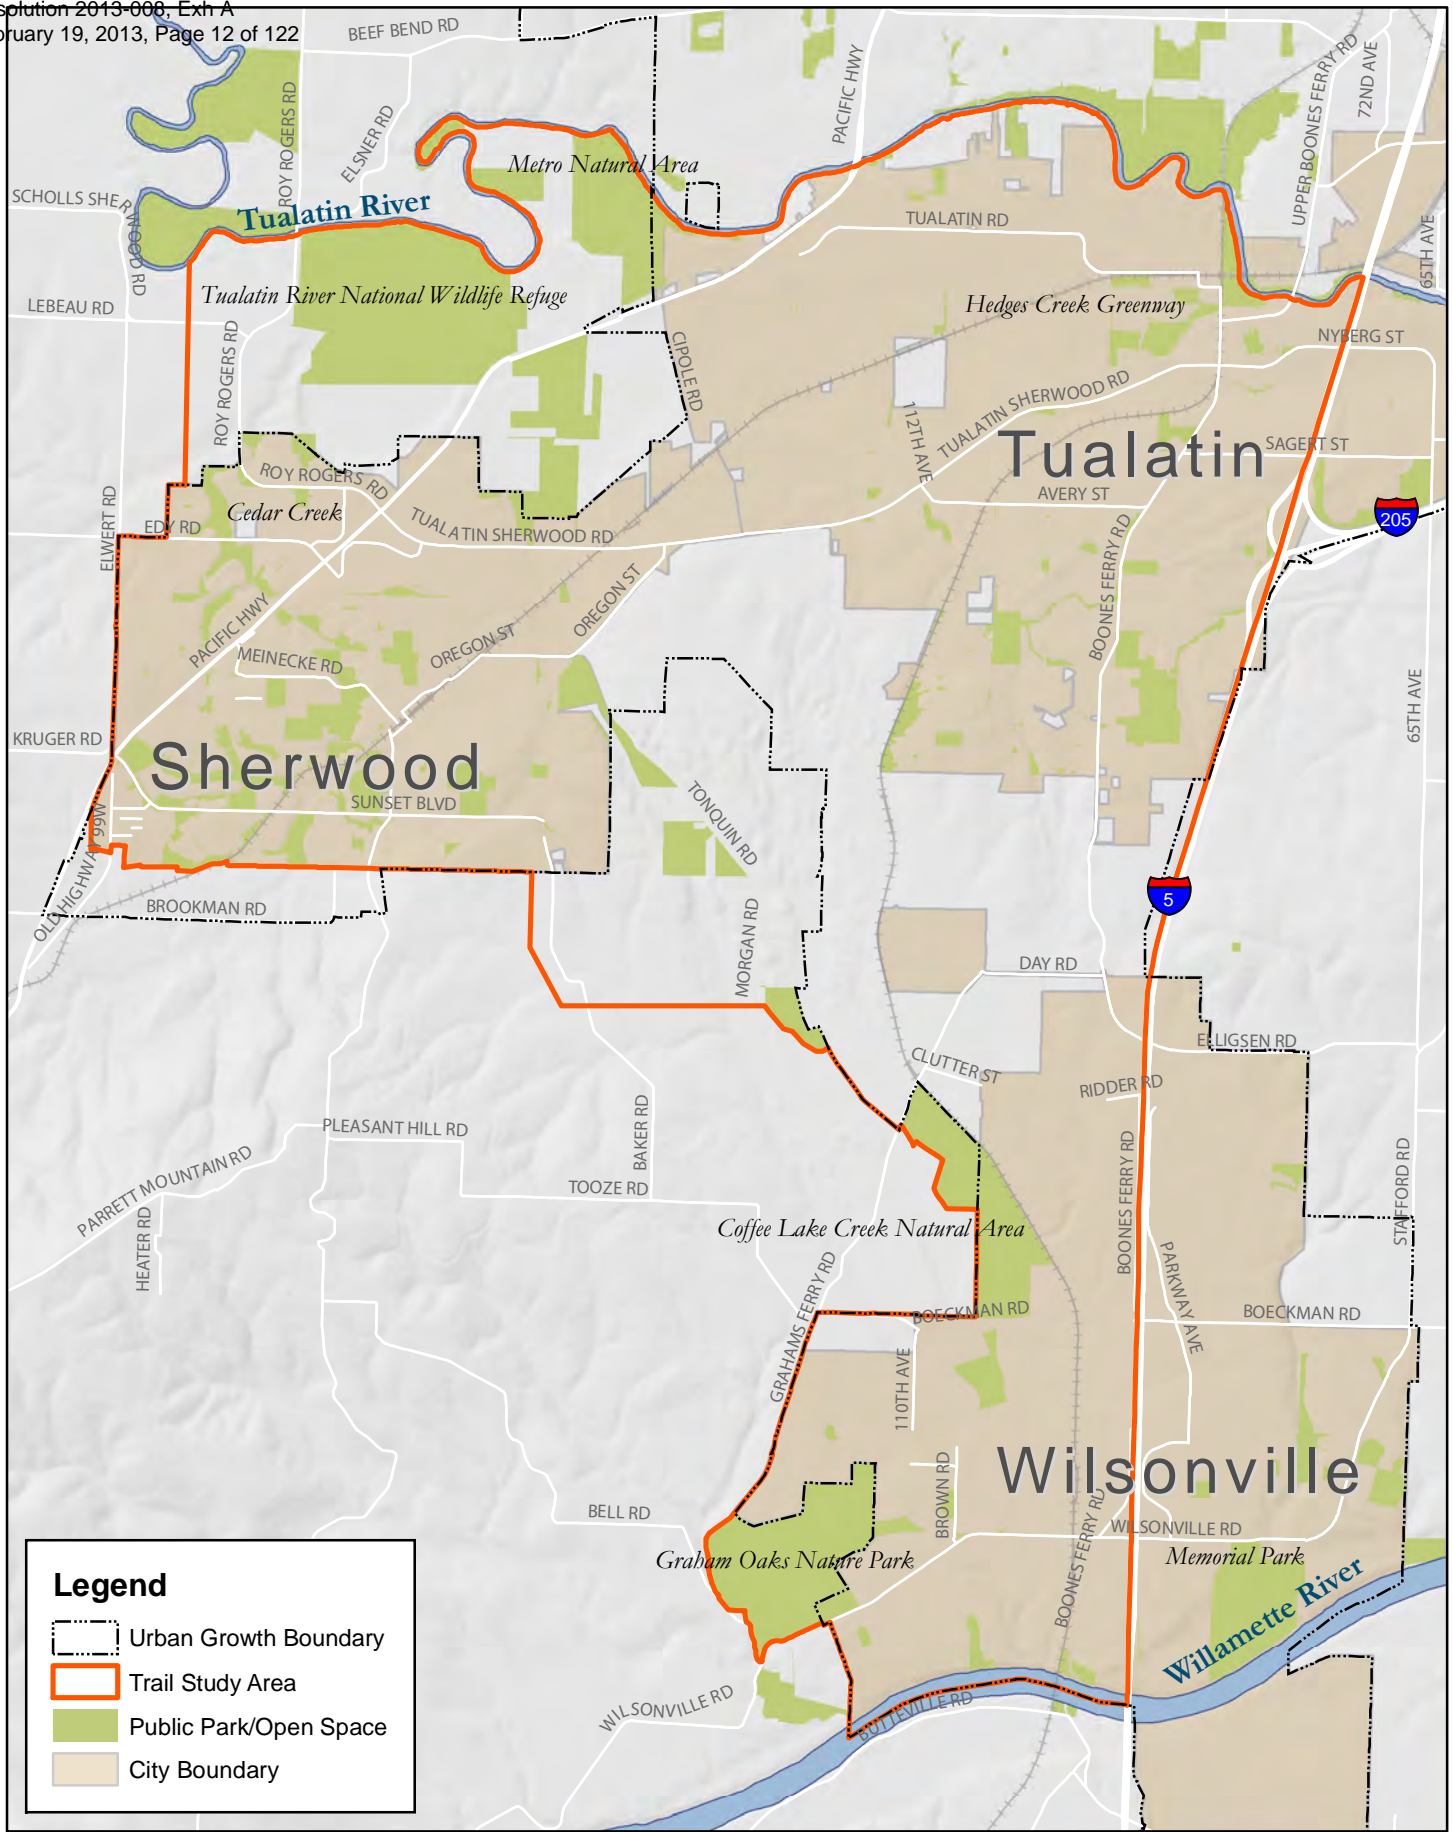 solution 2013-008, Exh A
bruary 19, 2013, Page 12 of 122
BEEF BEND RD
PACIFIC HWY
UPPER BOONES FERRY RD
72ND AVE
ROY ROGERS RD
ELSNER RD
Metro Natural Area
SCHOLLS SHERWOOD RD
Tualatin River
TUALATIN RD
65TH AVE
Tualatin River National Wildlife Refuge
LEBEAU RD
Hedges Creek Greenway
NYBERG ST
CIPOLE RD
ROY ROGERS RD
TUALATIN SHERWOOD RD
112TH AVE
Tualatin
SAGERT ST
ROY ROGERS RD
AVERY ST
Cedar Creek
205
ELWERT RD
EDY RD
TUALATIN SHERWOOD RD
BOONES FERRY RD
OREGON ST
PACIFIC HWY
OREGON ST
MEINECKE RD
65TH AVE
KRUGER RD
Sherwood
SUNSET BLVD
TONQUIN RD
OLD HIGHWAY 99W
5
BROOKMAN RD
MORGAN RD
DAY RD
ELLIGSEN RD
CLUTTER ST
RIDDER RD
PLEASANT HILL RD
BAKER RD
BOONES FERRY RD
STAFFORD RD
PARRETT MOUNTAIN RD
TOOZE RD
HEATER RD
Coffee Lake Creek Natural Area
GRAHAMS FERRY RD
PARKWAY AVE
BOECKMAN RD
BOECKMAN RD
110TH AVE
Wilsonville
BROWN RD
BELL RD
BOONES FERRY RD
WILSONVILLE RD
Graham Oaks Nature Park
Memorial Park
Willamette River
WILSONVILLE RD
BUTTEVILLE RD
Legend
Urban Growth Boundary
Trail Study Area
Public Park/Open Space
City Boundary